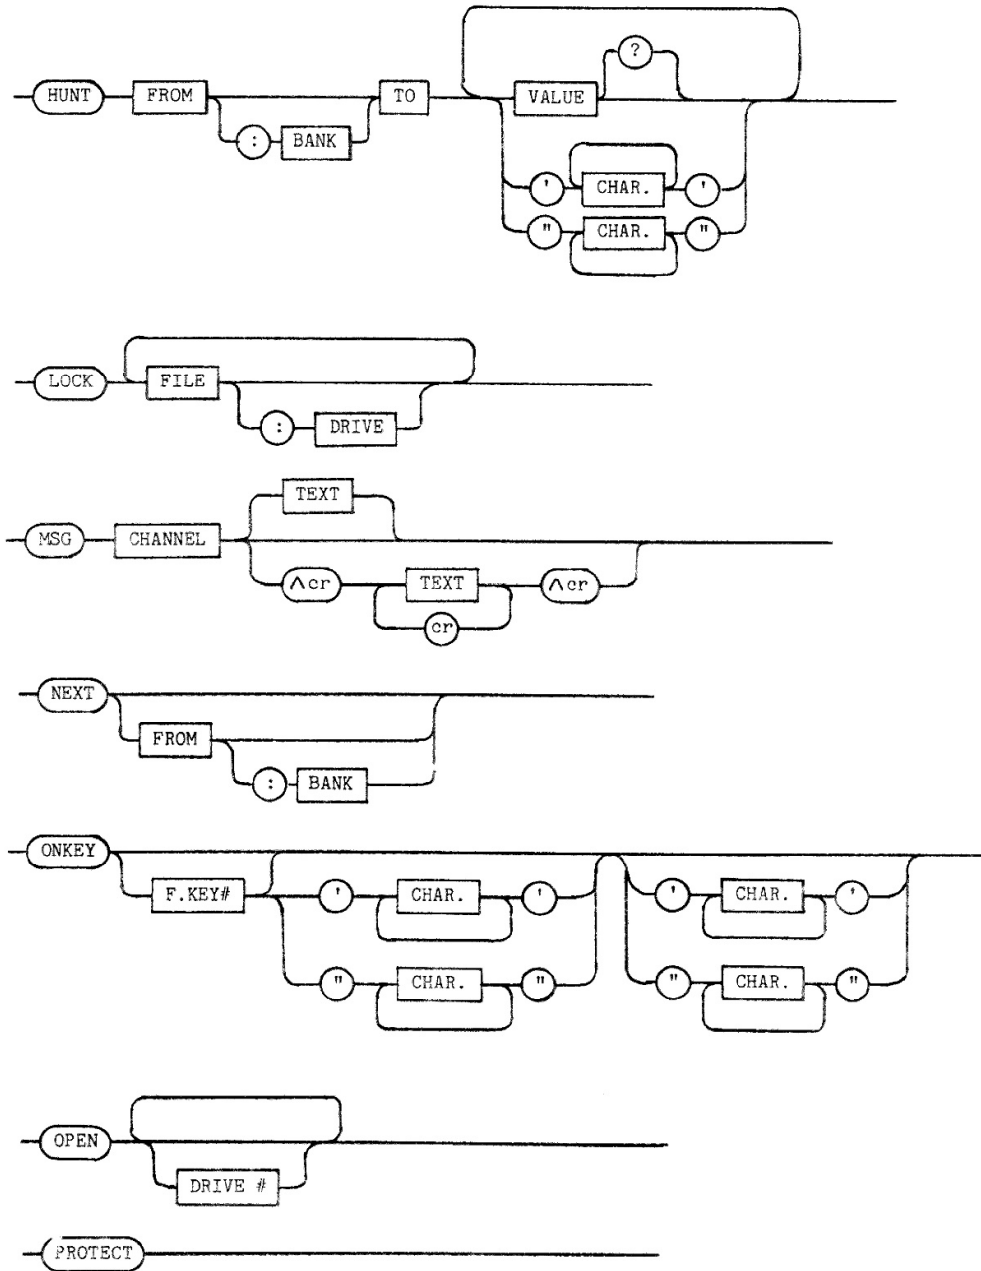 ?
HUNT FROM TO VALUE
: BANK
' CHAR. '
" CHAR. "
LOCK FILE
: DRIVE
TEXT
MSG CHANNEL
^cr TEXT ^cr
cr
NEXT
FROM
: BANK
ONKEY
F.KEY# ' CHAR. ' ' CHAR. '
" CHAR. " " CHAR. "
OPEN
DRIVE #
PROTECT